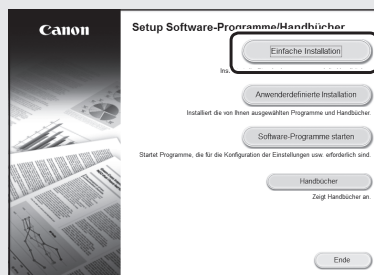 Canon
Setup Software-Programme/Handbücher
Einfache Installation
Ins.
Anwenderdefinierte Installation
Installiert die von Ihnen ausgewählten Programme und Handbücher.
Software-Programme starten
Startet Programme, die für die Konfiguration der Einstellungen usw. erforderlich sind.
Handbücher
Zeigt Handbücher an.
Ende